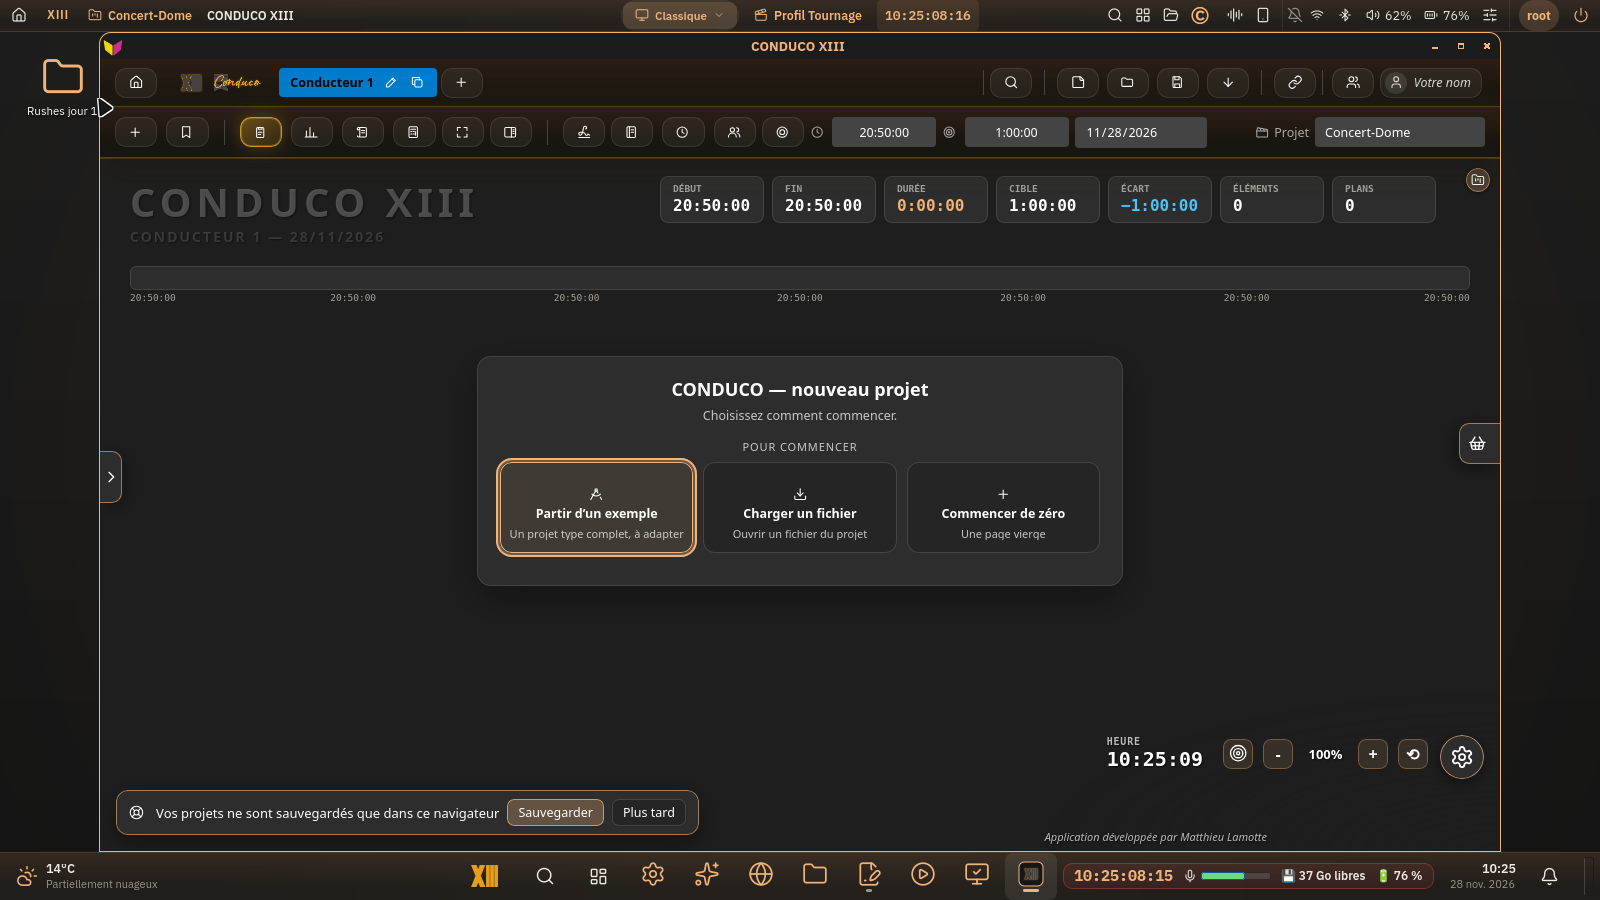 XIII Concert-Dome CONDUCO XIII Classique Profil Tournage 10:25:08:16 62% 76% root
CONDUCO XIII
Rushes jour 1
Conduco Conducteur 1 Votre nom
20:50:00 1:00:00 11/28/2026 Projet Concert-Dome
CONDUCO XIII
CONDUCTEUR 1 — 28/11/2026
DÉBUT FIN DURÉE CIBLE ÉCART ÉLÉMENTS PLANS
20:50:00 20:50:00 0:00:00 1:00:00 −1:00:00 0 0
20:50:00 20:50:00 20:50:00 20:50:00 20:50:00 20:50:00 20:50:00
CONDUCO — nouveau projet
Choisissez comment commencer.
POUR COMMENCER
Partir d’un exemple Charger un fichier Commencer de zéro
Un projet type complet, à adapter Ouvrir un fichier du projet Une page vierge
HEURE
10:25:09 - 100% +
Vos projets ne sont sauvegardés que dans ce navigateur Sauvegarder Plus tard
Application développée par Matthieu Lamotte
14°C
Partiellement nuageux
XIII
10:25:08:15 37 Go libres 76 %
10:25
28 nov. 2026